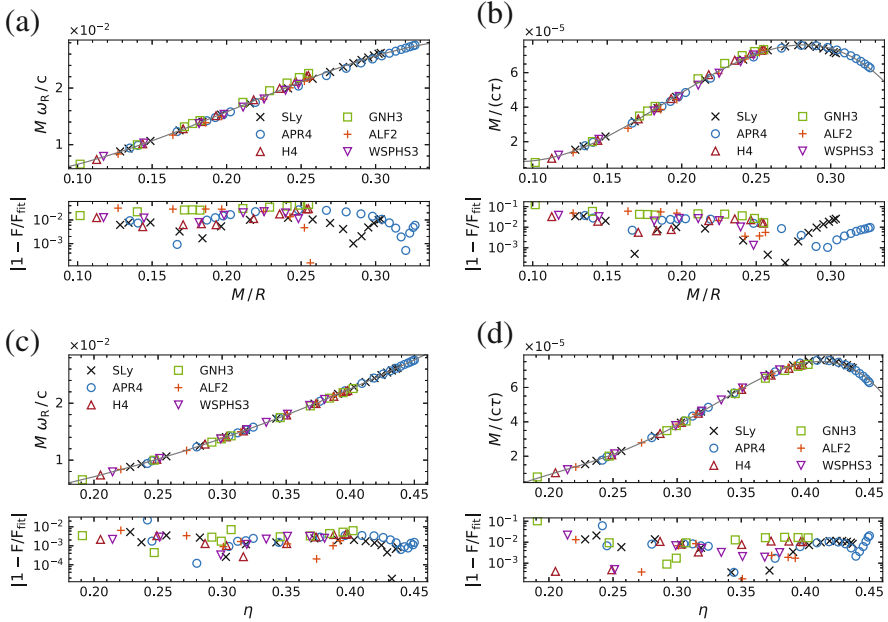 (a)
×10⁻²
M ω_R / c
2
1
0.10 0.15 0.20 0.25 0.30
SLy GNH3
APR4 ALF2
H4 WSPHS3
|1 − F/F_fit|
10⁻²
10⁻³
0.10 0.15 0.20 0.25 0.30
M / R
(b)
×10⁻⁵
M / (cτ)
6
4
2
0.10 0.15 0.20 0.25 0.30
SLy GNH3
APR4 ALF2
H4 WSPHS3
|1 − F/F_fit|
10⁻¹
10⁻²
10⁻³
0.10 0.15 0.20 0.25 0.30
M / R
(c)
×10⁻²
M ω_R / c
2
1
SLy GNH3
APR4 ALF2
H4 WSPHS3
0.20 0.25 0.30 0.35 0.40 0.45
|1 − F/F_fit|
10⁻²
10⁻³
10⁻⁴
0.20 0.25 0.30 0.35 0.40 0.45
η
(d)
×10⁻⁵
M / (cτ)
6
4
2
SLy GNH3
APR4 ALF2
H4 WSPHS3
0.20 0.25 0.30 0.35 0.40 0.45
|1 − F/F_fit|
10⁻¹
10⁻²
10⁻³
0.20 0.25 0.30 0.35 0.40 0.45
η